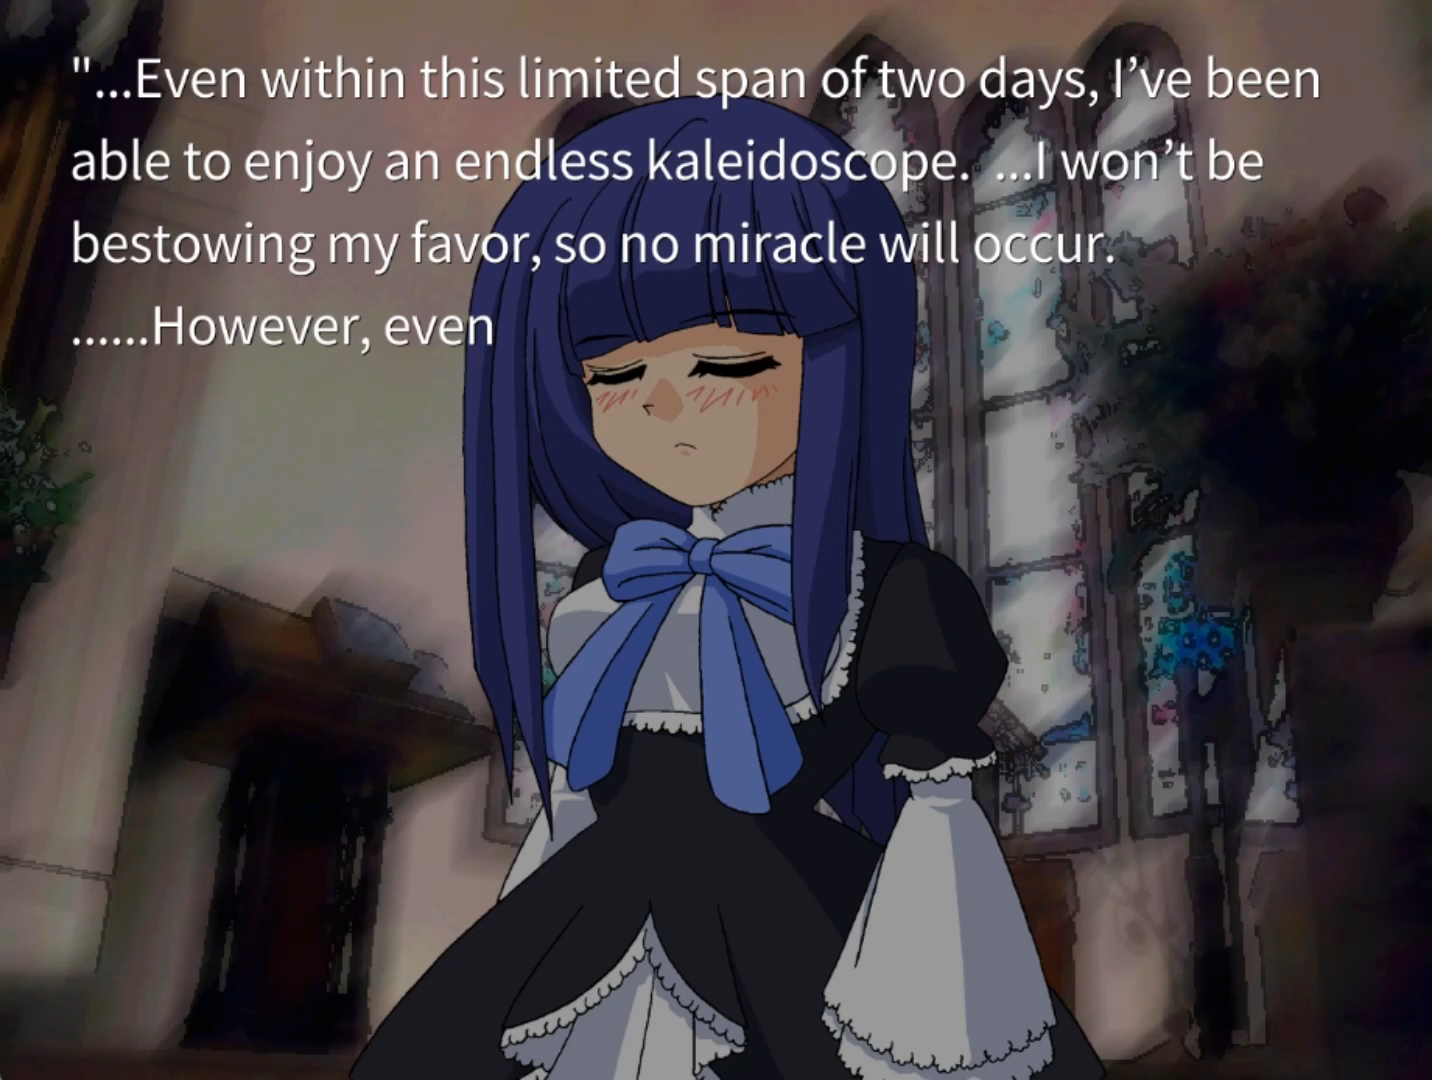 "...Even within this limited span of two days, I’ve been
able to enjoy an endless kaleidoscope.  ...I won’t be
bestowing my favor, so no miracle will occur.
......However, even